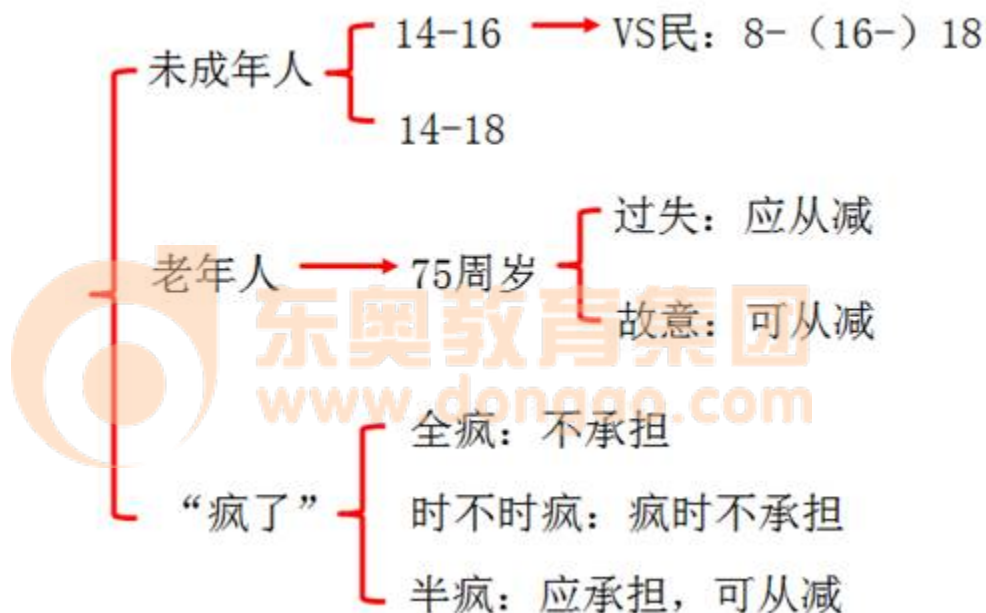 14-16 VS民：8-（16-）18
未成年人
14-18
过失：应从减
老年人 75周岁
故意：可从减
东奥教育集团
www.dongao.com
全疯：不承担
“疯了” 时不时疯：疯时不承担
半疯：应承担，可从减